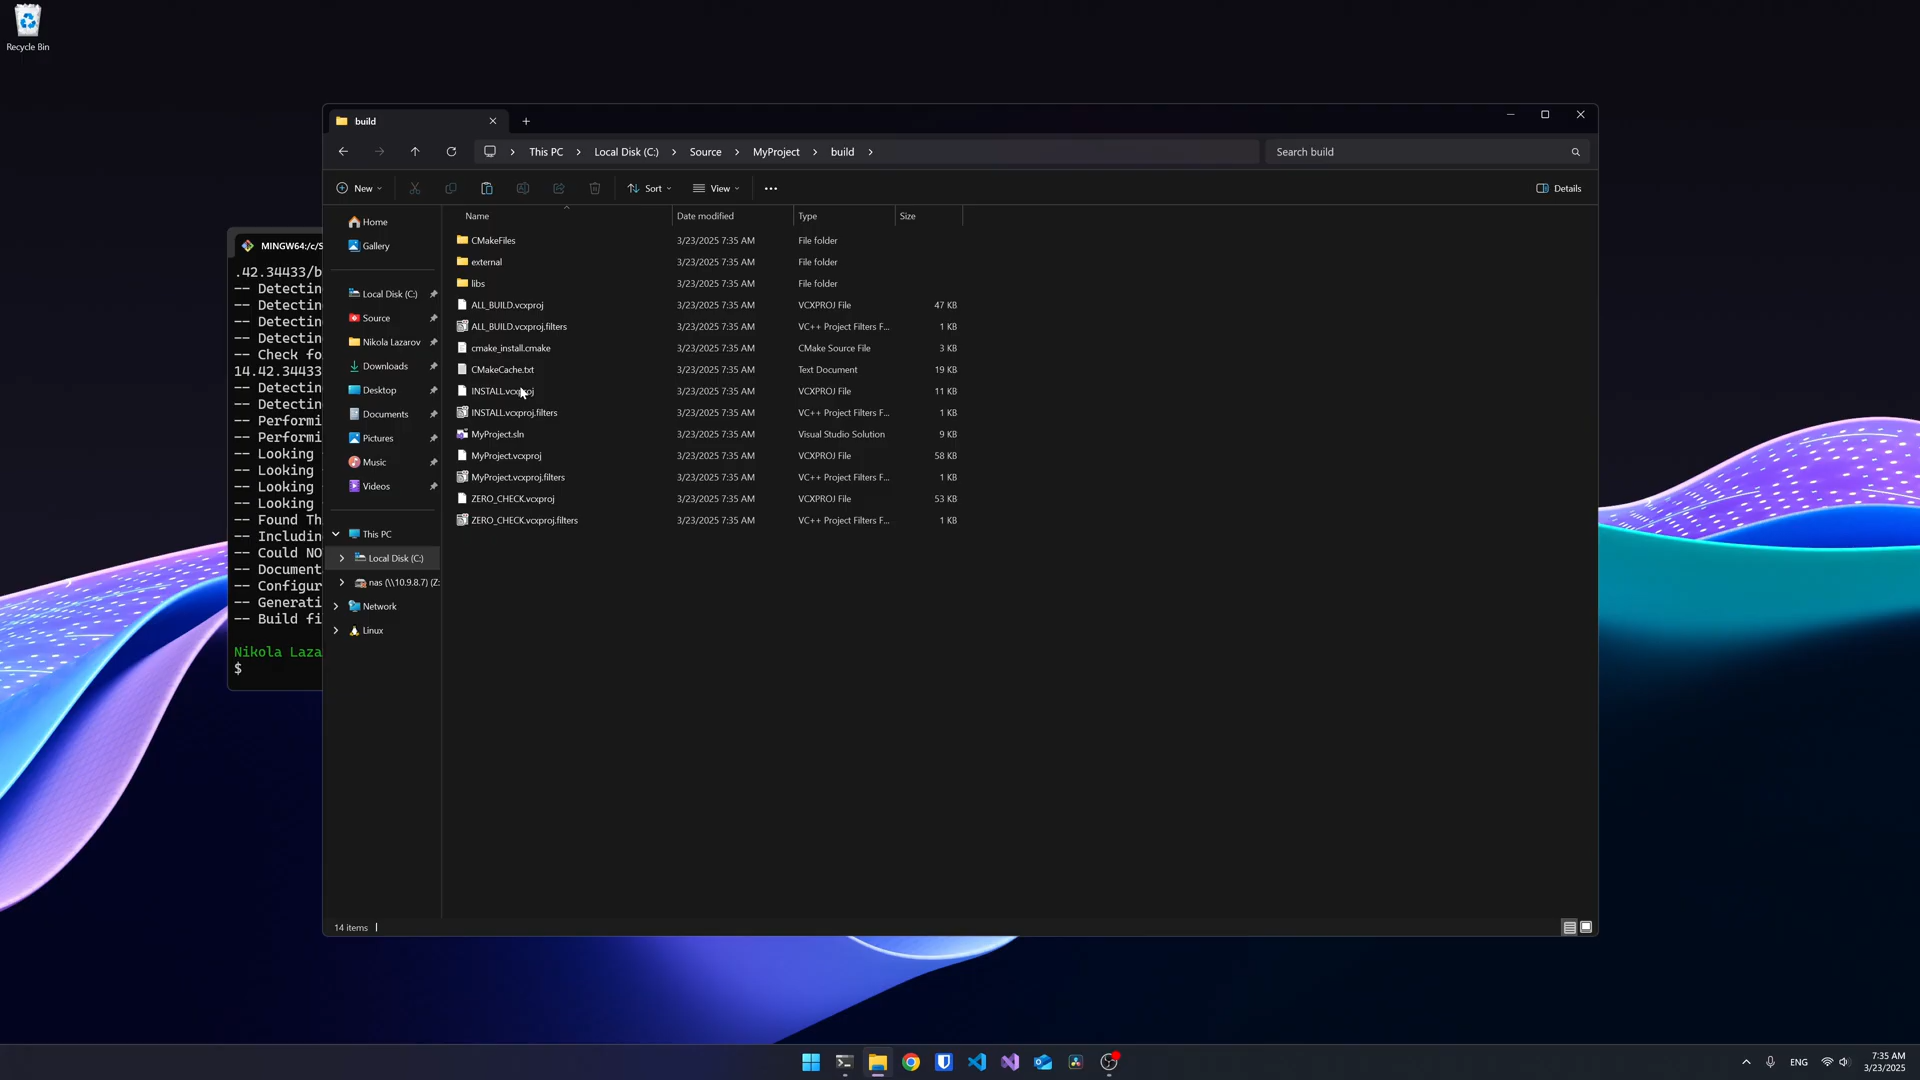 Recycle Bin
build
This PC
Local Disk (C:)
Source
MyProject
build
Search build
New
Sort
View
Details
Home
Gallery
Local Disk (C:)
Source
Nikola Lazarov
Downloads
Desktop
Documents
Pictures
Music
Videos
This PC
Local Disk (C:)
nas (\\10.9.8.7) (Z:
Network
Linux
Name Date modified Type Size
CMakeFiles 3/23/2025 7:35 AM File folder
external 3/23/2025 7:35 AM File folder
libs 3/23/2025 7:35 AM File folder
ALL_BUILD.vcxproj 3/23/2025 7:35 AM VCXPROJ File 47 KB
ALL_BUILD.vcxproj.filters 3/23/2025 7:35 AM VC++ Project Filters F... 1 KB
cmake_install.cmake 3/23/2025 7:35 AM CMake Source File 3 KB
CMakeCache.txt 3/23/2025 7:35 AM Text Document 19 KB
INSTALL.vcxproj 3/23/2025 7:35 AM VCXPROJ File 11 KB
INSTALL.vcxproj.filters 3/23/2025 7:35 AM VC++ Project Filters F... 1 KB
MyProject.sln 3/23/2025 7:35 AM Visual Studio Solution 9 KB
MyProject.vcxproj 3/23/2025 7:35 AM VCXPROJ File 58 KB
MyProject.vcxproj.filters 3/23/2025 7:35 AM VC++ Project Filters F... 1 KB
ZERO_CHECK.vcxproj 3/23/2025 7:35 AM VCXPROJ File 53 KB
ZERO_CHECK.vcxproj.filters 3/23/2025 7:35 AM VC++ Project Filters F... 1 KB
14 items
MINGW64:/c/S
.42.34433/b
-- Detectin
-- Detectin
-- Detectin
-- Detectin
-- Check fo
14.42.34433
-- Detectin
-- Detectin
-- Performi
-- Performi
-- Looking
-- Looking
-- Looking
-- Looking
-- Found Th
-- Includin
-- Could NO
-- Document
-- Configur
-- Generati
-- Build fi
Nikola Laza
$
ENG
7:35 AM
3/23/2025